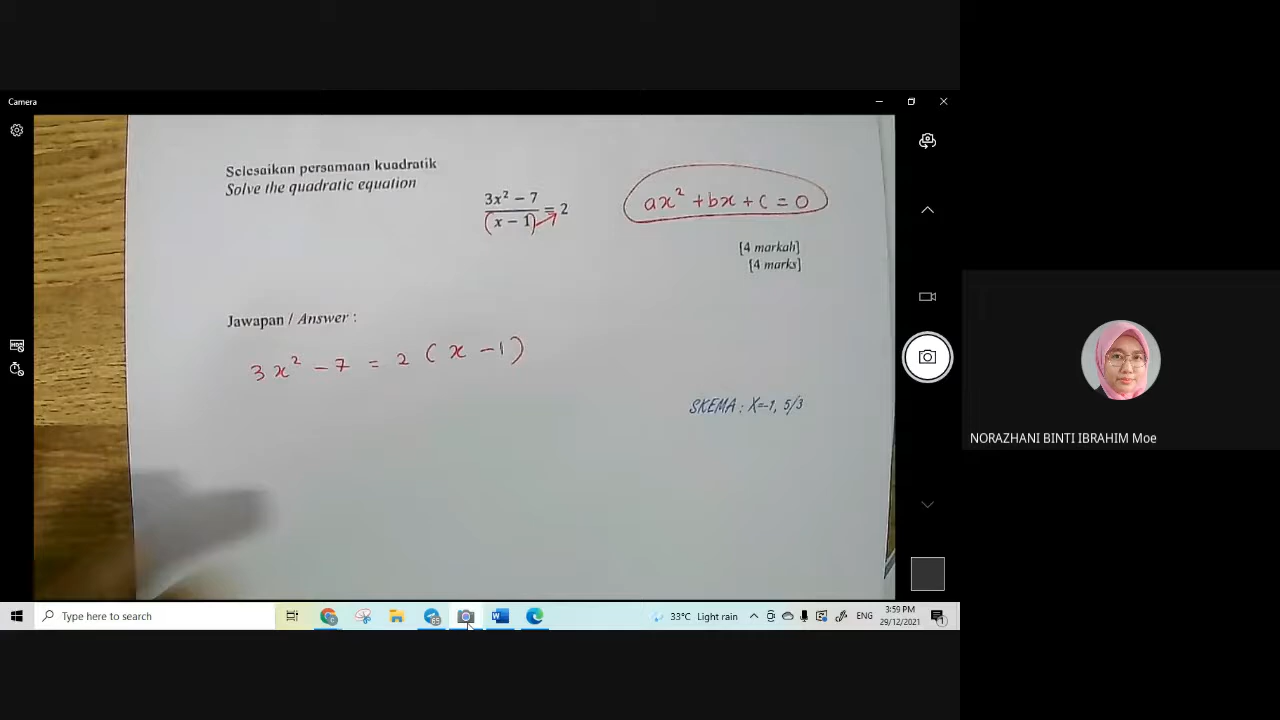 Camera
Selesaikan persamaan kuadratik
Solve the quadratic equation
3x² − 7
(x − 1) = 2
ax² + bx + c = 0
[4 markah]
[4 marks]
Jawapan / Answer :
3x² − 7 = 2 (x − 1)
SKEMA : X=-1, 5/3
NORAZHANI BINTI IBRAHIM Moe
Type here to search
33°C Light rain
ENG
3:59 PM
29/12/2021